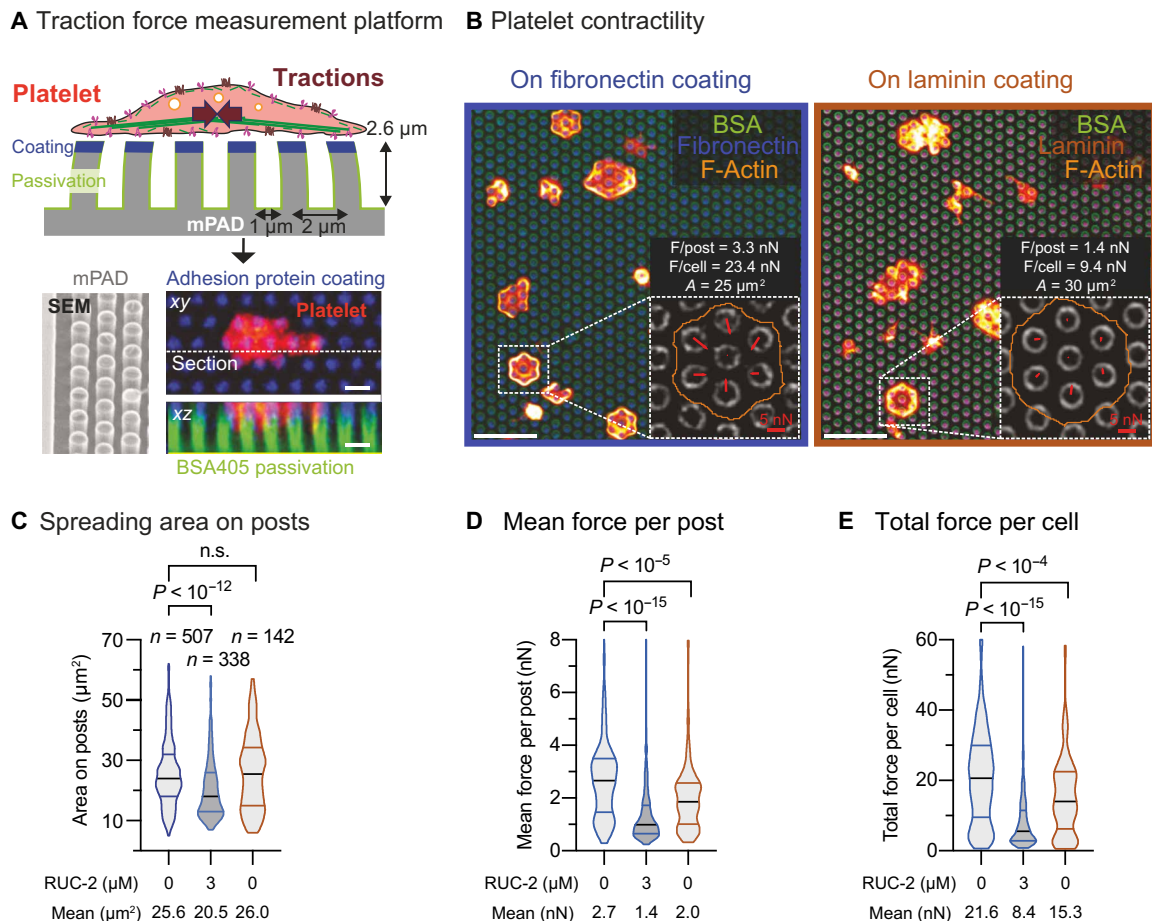 A Traction force measurement platform
Platelet
Tractions
2.6 µm
Coating
Passivation
mPAD
1 µm
2 µm
mPAD
SEM
Adhesion protein coating
xy
Platelet
Section
xz
BSA405 passivation
B Platelet contractility
On fibronectin coating
BSA
Fibronectin
F-Actin
F/post = 3.3 nN
F/cell = 23.4 nN
A = 25 µm²
5 nN
On laminin coating
BSA
Laminin
F-Actin
F/post = 1.4 nN
F/cell = 9.4 nN
A = 30 µm²
5 nN
C Spreading area on posts
n.s.
P < 10⁻¹²
n = 507
n = 142
n = 338
Area on posts (µm²)
70
50
30
10
RUC-2 (µM) 0 3 0
Mean (µm²) 25.6 20.5 26.0
D Mean force per post
P < 10⁻⁵
P < 10⁻¹⁵
Mean force per post (nN)
8
6
4
2
0
RUC-2 (µM) 0 3 0
Mean (nN) 2.7 1.4 2.0
E Total force per cell
P < 10⁻⁴
P < 10⁻¹⁵
Total force per cell (nN)
60
40
20
0
RUC-2 (µM) 0 3 0
Mean (nN) 21.6 8.4 15.3